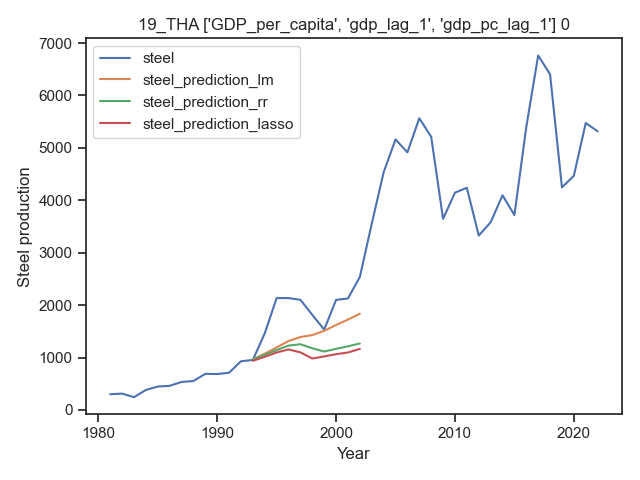 19_THA ['GDP_per_capita', 'gdp_lag_1', 'gdp_pc_lag_1'] 0
7000
6000
5000
4000
3000
2000
1000
0
Steel production
steel
steel_prediction_lm
steel_prediction_rr
steel_prediction_lasso
1980
1990
2000
2010
2020
Year